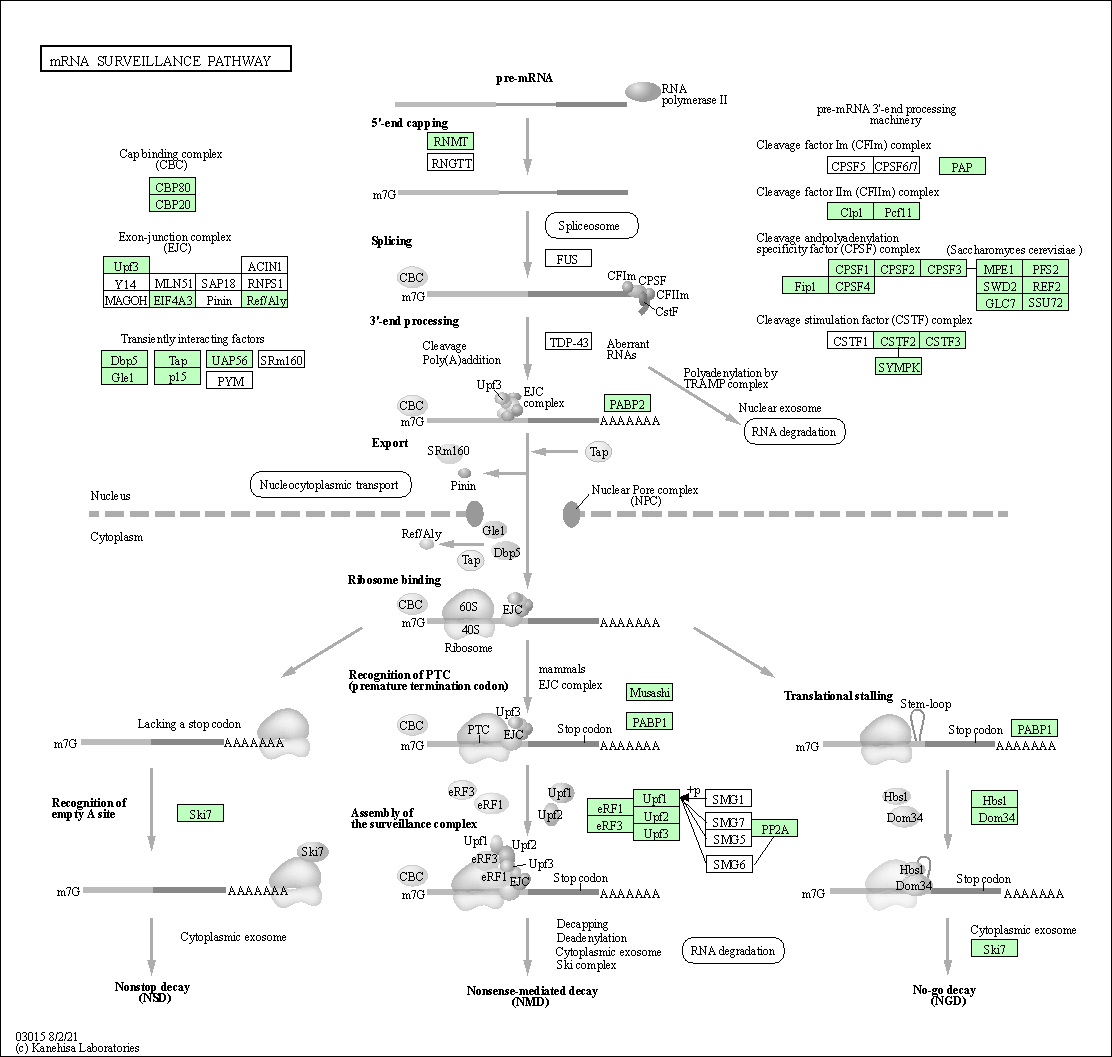 mRNA SURVEILLANCE PATHWAY
pre-mRNA
RNA
polymerase II
5'-end capping
RNMT
RNGTT
m7G
Spliceosome
Splicing
FUS
CBC
m7G
CFIm
CPSF
CFIIm
CstF
3'-end processing
Cleavage
Poly(A)addition
TDP-43
Aberrant
RNAs
Polyadenylation by
TRAMP complex
Nuclear exosome
RNA degradation
Upf3
EJC
complex
CBC
m7G
PABP2
AAAAAAA
Export
SRm160
Tap
Pinin
Nucleocytoplasmic transport
Nuclear Pore complex
(NPC)
Nucleus
Cytoplasm
Ref/Aly
Gle1
Dbp5
Tap
Cap binding complex
(CBC)
CBP80
CBP20
Exon-junction complex
(EJC)
Upf3
ACIN1
Y14
MLN51
SAP18
RNPS1
MAGOH
EIF4A3
Pinin
Ref/Aly
Transiently interacting factors
Dbp5
Tap
UAP56
SRm160
Gle1
p15
PYM
pre-mRNA 3'-end processing
machinery
Cleavage factor Im (CFIm) complex
CPSF5
CPSF6/7
PAP
Cleavage factor IIm (CFIIm) complex
Clp1
Pcf11
Cleavage andpolyadenylation
specificity factor (CPSF) complex
(Saccharomyces cerevisiae )
CPSF1
CPSF2
CPSF3
MPE1
PFS2
Fip1
CPSF4
SWD2
REF2
GLC7
SSU72
Cleavage stimulation factor (CSTF) complex
CSTF1
CSTF2
CSTF3
SYMPK
Ribosome binding
CBC
m7G
60S
40S
EJC
AAAAAAA
Ribosome
Recognition of PTC
(premature termination codon)
mammals
EJC complex
Musashi
PABP1
CBC
m7G
PTC
Upf3
EJC
Stop codon
AAAAAAA
Lacking a stop codon
m7G
AAAAAAA
Recognition of
empty A site
Ski7
Ski7
m7G
AAAAAAA
Cytoplasmic exosome
Nonstop decay
(NSD)
Assembly of
the surveillance complex
eRF3
eRF1
Upf1
Upf2
eRF1
eRF3
Upf1
Upf2
Upf3
+p
SMG1
SMG7
SMG5
SMG6
PP2A
Upf1
Upf2
eRF3
Upf3
eRF1
EJC
CBC
m7G
Stop codon
AAAAAAA
Decapping
Deadenylation
Cytoplasmic exosome
Ski complex
RNA degradation
Nonsense-mediated decay
(NMD)
Translational stalling
Stem-loop
Stop codon
PABP1
m7G
AAAAAAA
Hbs1
Dom34
Hbs1
Dom34
Hbs1
Dom34
Stop codon
m7G
AAAAAAA
Cytoplasmic exosome
Ski7
No-go decay
(NGD)
03015 8/2/21
(c) Kanehisa Laboratories